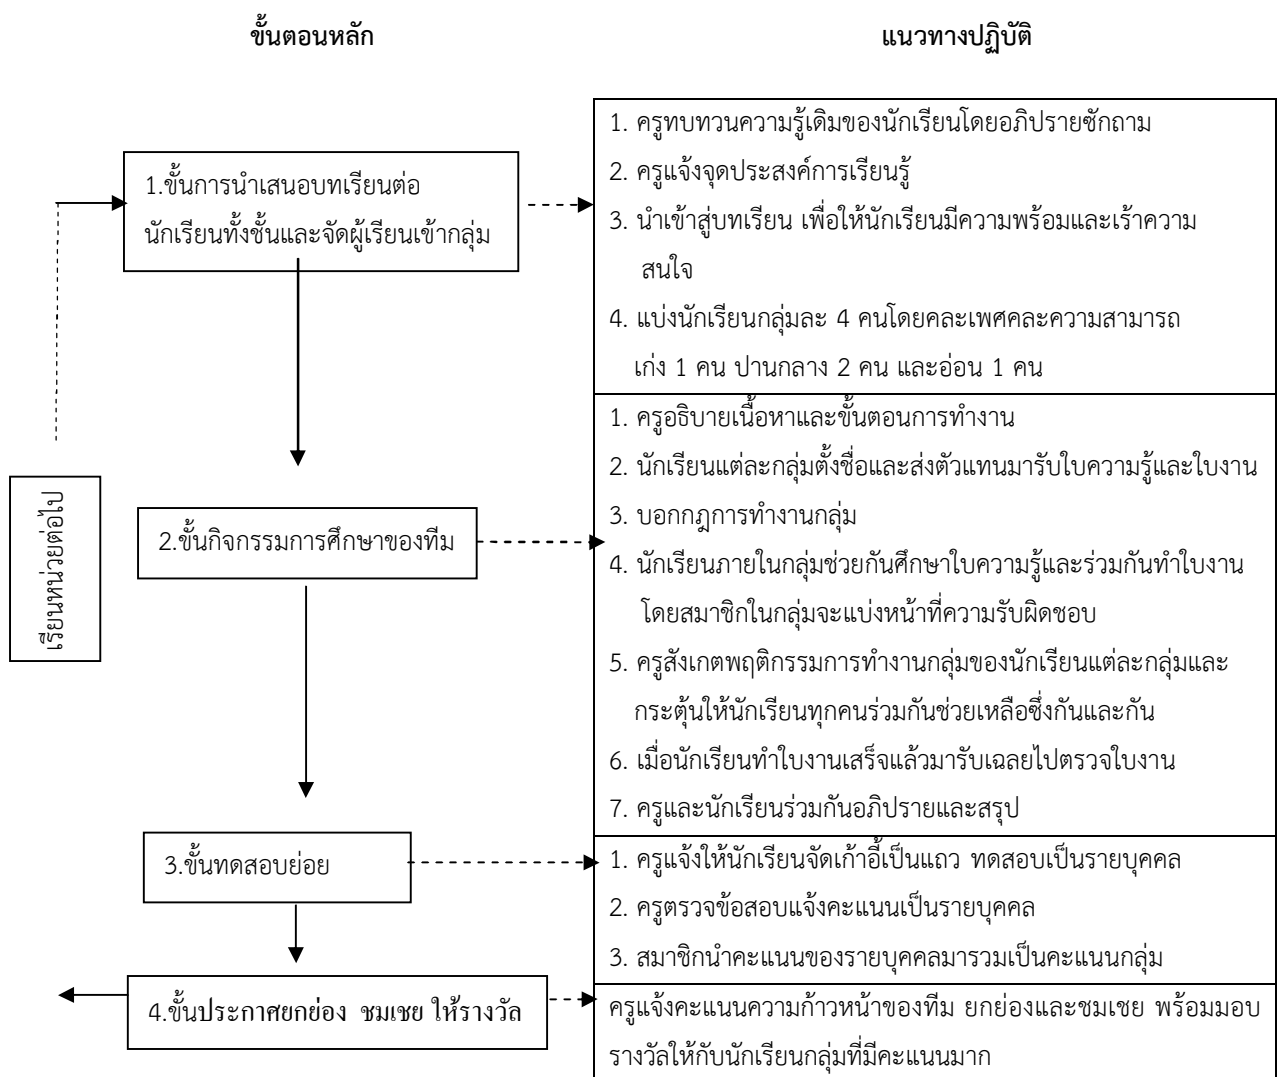 ขั้นตอนหลัก
แนวทางปฏิบัติ
1.ขั้นการนำเสนอบทเรียนต่อ
นักเรียนทั้งชั้นและจัดผู้เรียนเข้ากลุ่ม
1. ครูทบทวนความรู้เดิมของนักเรียนโดยอภิปรายซักถาม
2. ครูแจ้งจุดประสงค์การเรียนรู้
3. นำเข้าสู่บทเรียน เพื่อให้นักเรียนมีความพร้อมและเร้าความ
สนใจ
4. แบ่งนักเรียนกลุ่มละ 4 คนโดยคละเพศคละความสามารถ
เก่ง 1 คน ปานกลาง 2 คน และอ่อน 1 คน
เรียนหน่วยต่อไป
2.ขั้นกิจกรรมการศึกษาของทีม
1. ครูอธิบายเนื้อหาและขั้นตอนการทำงาน
2. นักเรียนแต่ละกลุ่มตั้งชื่อและส่งตัวแทนมารับใบความรู้และใบงาน
3. บอกกฎการทำงานกลุ่ม
4. นักเรียนภายในกลุ่มช่วยกันศึกษาใบความรู้และร่วมกันทำใบงาน
โดยสมาชิกในกลุ่มจะแบ่งหน้าที่ความรับผิดชอบ
5. ครูสังเกตพฤติกรรมการทำงานกลุ่มของนักเรียนแต่ละกลุ่มและ
กระตุ้นให้นักเรียนทุกคนร่วมกันช่วยเหลือซึ่งกันและกัน
6. เมื่อนักเรียนทำใบงานเสร็จแล้วมารับเฉลยไปตรวจใบงาน
7. ครูและนักเรียนร่วมกันอภิปรายและสรุป
3.ขั้นทดสอบย่อย
1. ครูแจ้งให้นักเรียนจัดเก้าอี้เป็นแถว ทดสอบเป็นรายบุคคล
2. ครูตรวจข้อสอบแจ้งคะแนนเป็นรายบุคคล
3. สมาชิกนำคะแนนของรายบุคคลมารวมเป็นคะแนนกลุ่ม
4.ขั้นประกาศยกย่อง ชมเชย ให้รางวัล
ครูแจ้งคะแนนความก้าวหน้าของทีม ยกย่องและชมเชย พร้อมมอบ
รางวัลให้กับนักเรียนกลุ่มที่มีคะแนนมาก